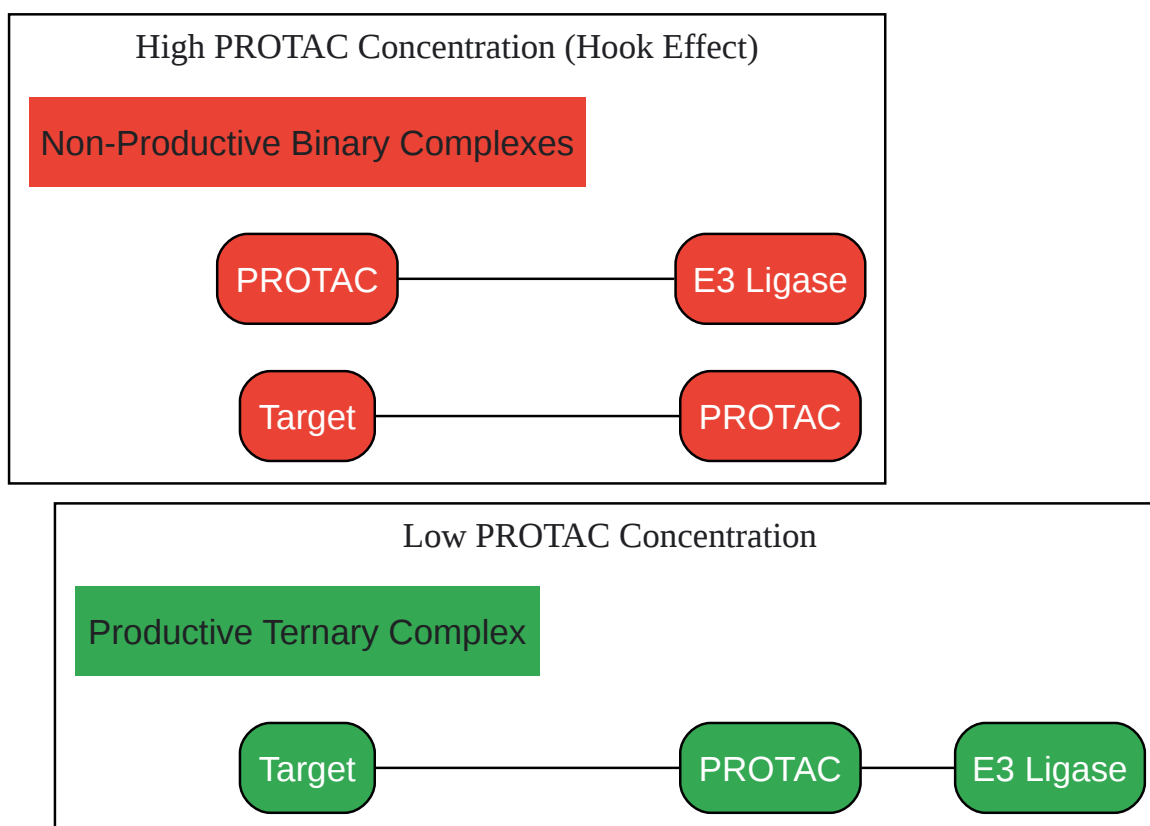 High PROTAC Concentration (Hook Effect)
Non-Productive Binary Complexes
PROTAC
E3 Ligase
Target
PROTAC
Low PROTAC Concentration
Productive Ternary Complex
Target
PROTAC
E3 Ligase